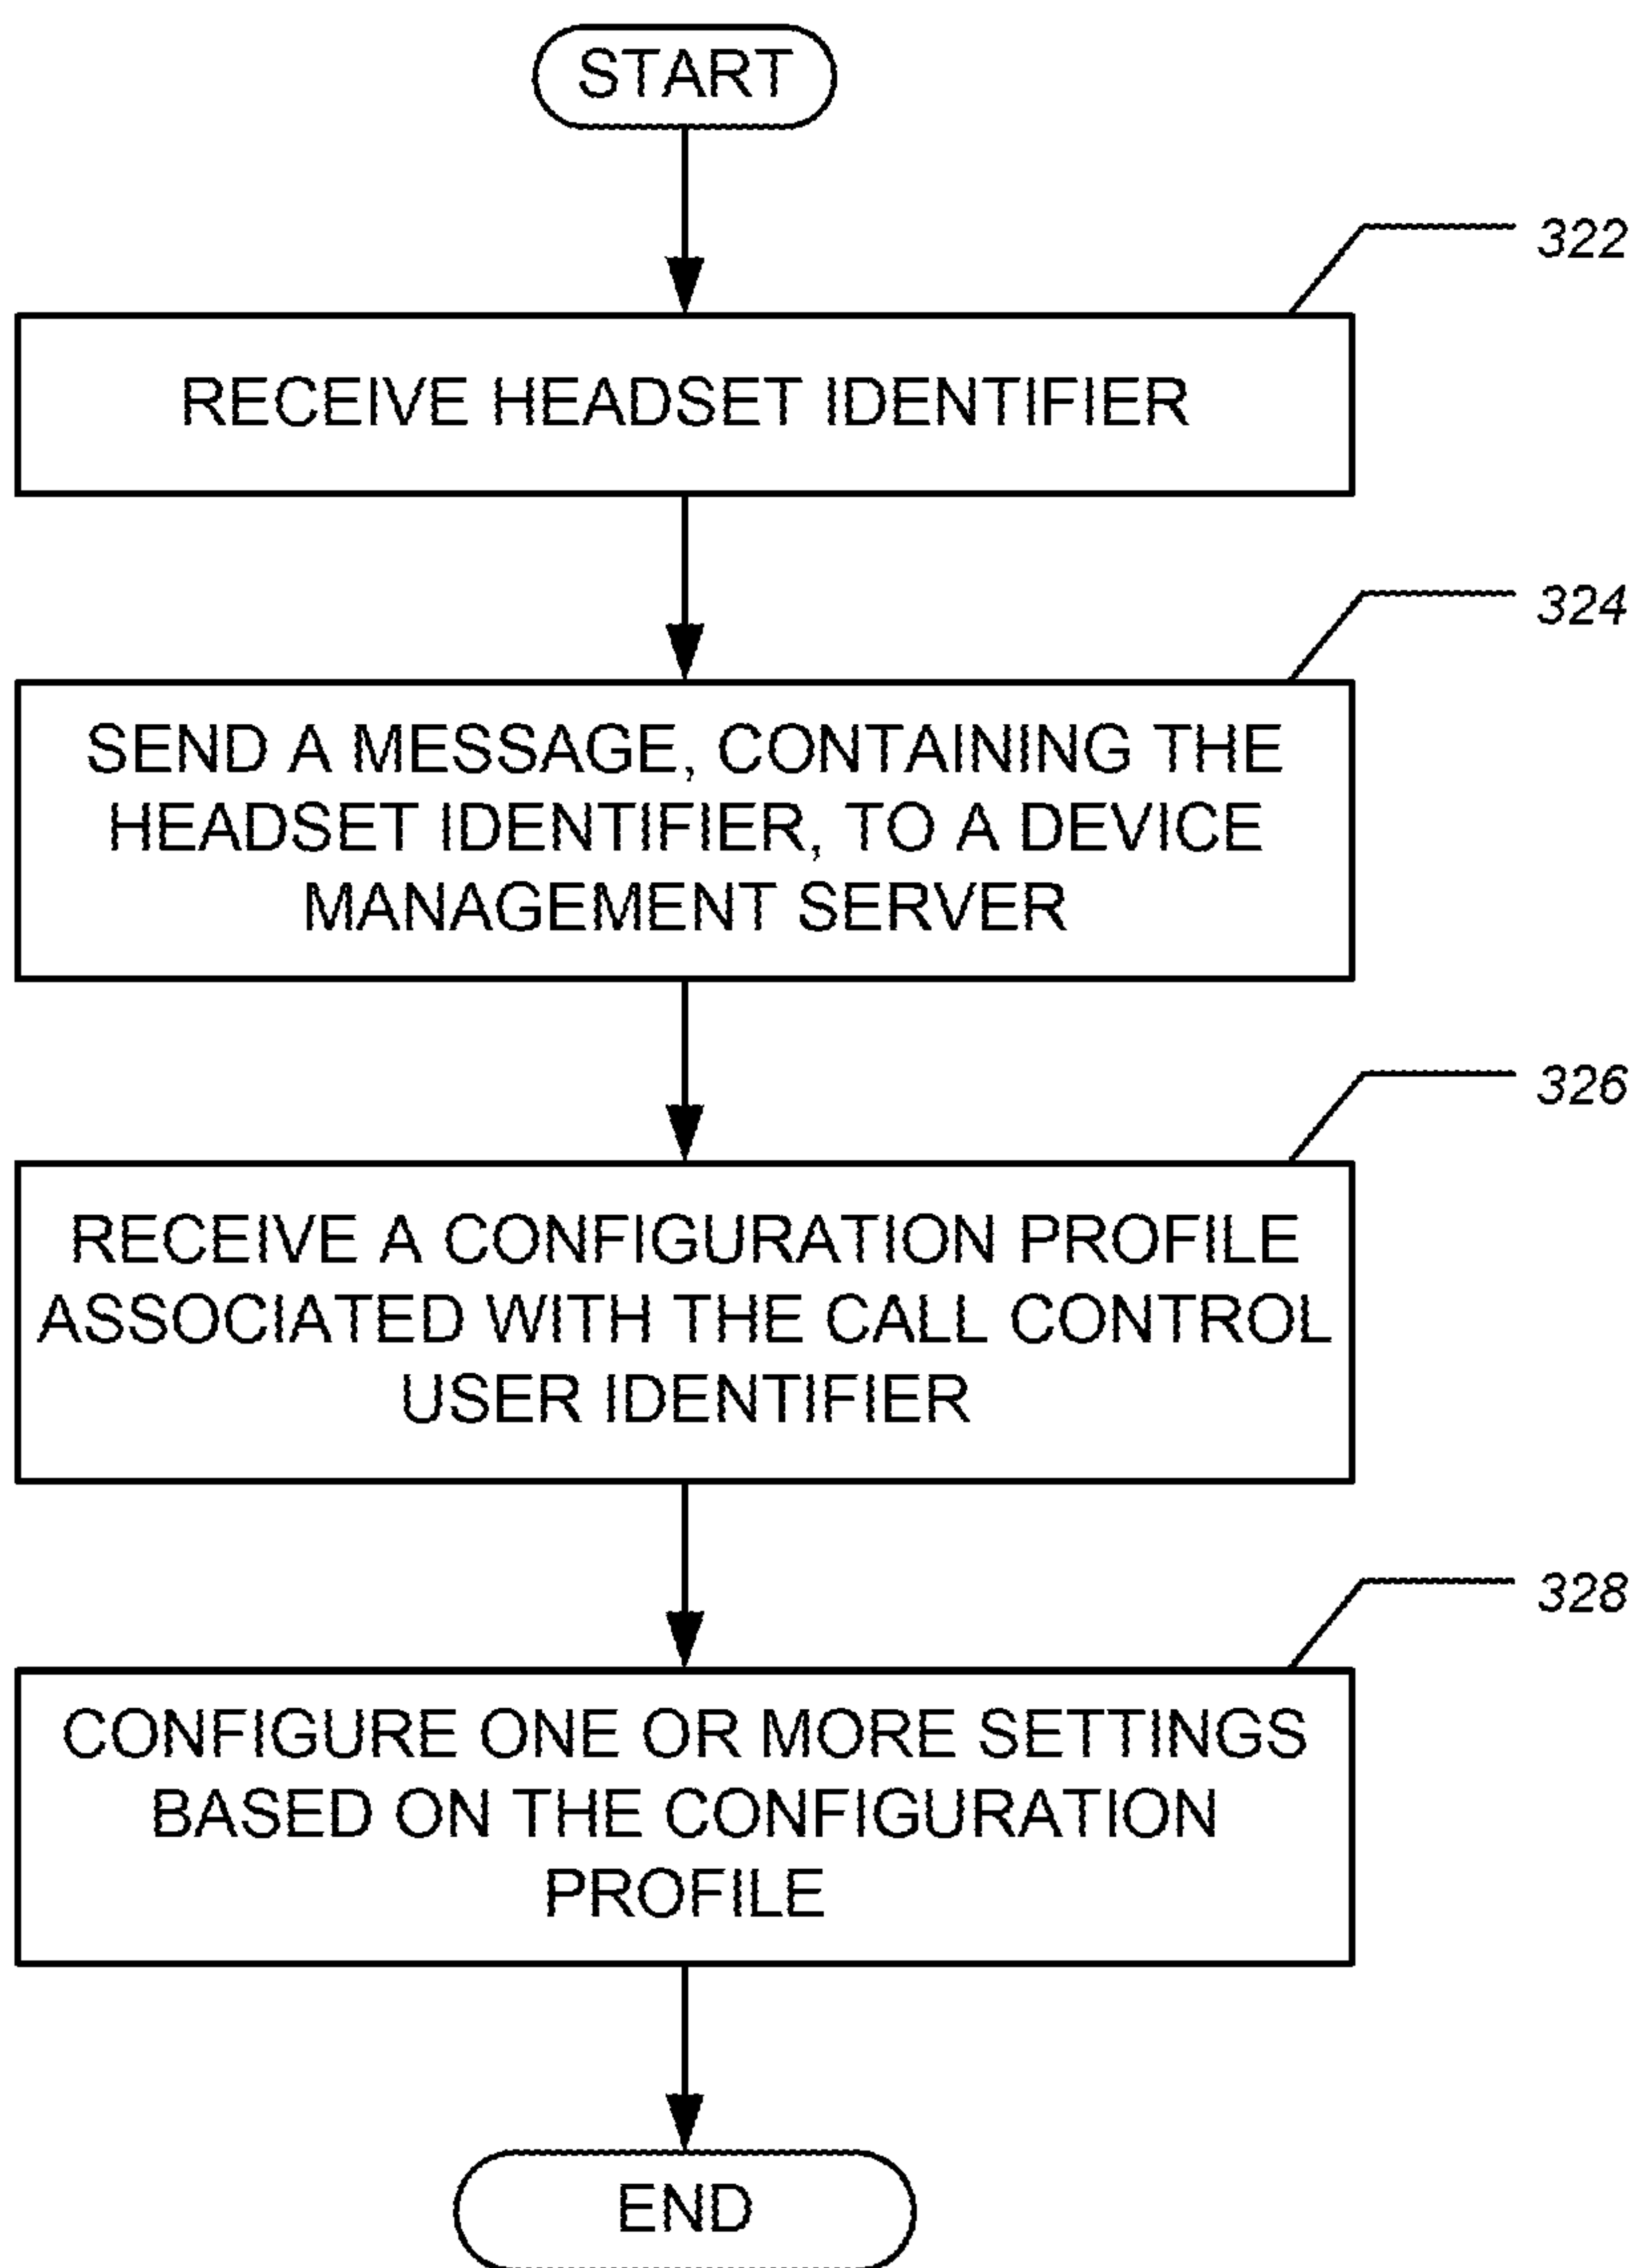 START
322
RECEIVE HEADSET IDENTIFIER
324
SEND A MESSAGE, CONTAINING THE
HEADSET IDENTIFIER, TO A DEVICE
MANAGEMENT SERVER
326
RECEIVE A CONFIGURATION PROFILE
ASSOCIATED WITH THE CALL CONTROL
USER IDENTIFIER
328
CONFIGURE ONE OR MORE SETTINGS
BASED ON THE CONFIGURATION
PROFILE
END